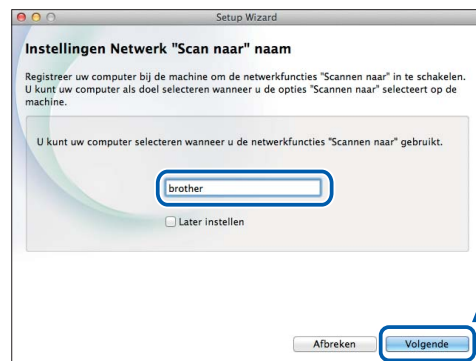 Setup Wizard
Instellingen Netwerk "Scan naar" naam
Registreer uw computer bij de machine om de netwerkfuncties "Scannen naar" in te schakelen.
U kunt uw computer als doel selecteren wanneer u de opties "Scannen naar" selecteert op de
machine.
U kunt uw computer selecteren wanneer u de netwerkfuncties "Scannen naar" gebruikt.
brother
Later instellen
Afbreken
Volgende